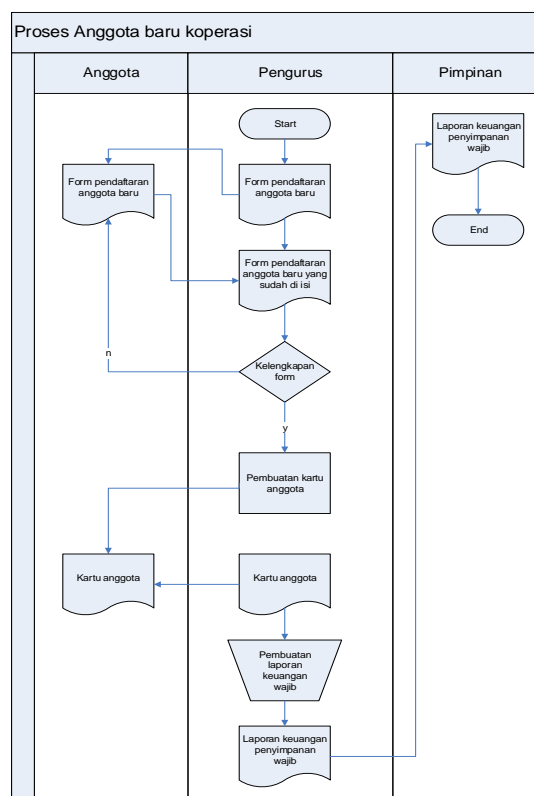 Proses Anggota baru koperasi
Anggota
Pengurus
Pimpinan
Start
Laporan keuangan
penyimpanan
wajib
Form pendaftaran
anggota baru
Form pendaftaran
anggota baru
End
Form pendaftaran
anggota baru yang
sudah di isi
n
Kelengkapan
form
y
Pembuatan kartu
anggota
Kartu anggota
Kartu anggota
Pembuatan
laporan
keuangan
wajib
Laporan keuangan
penyimpanan
wajib